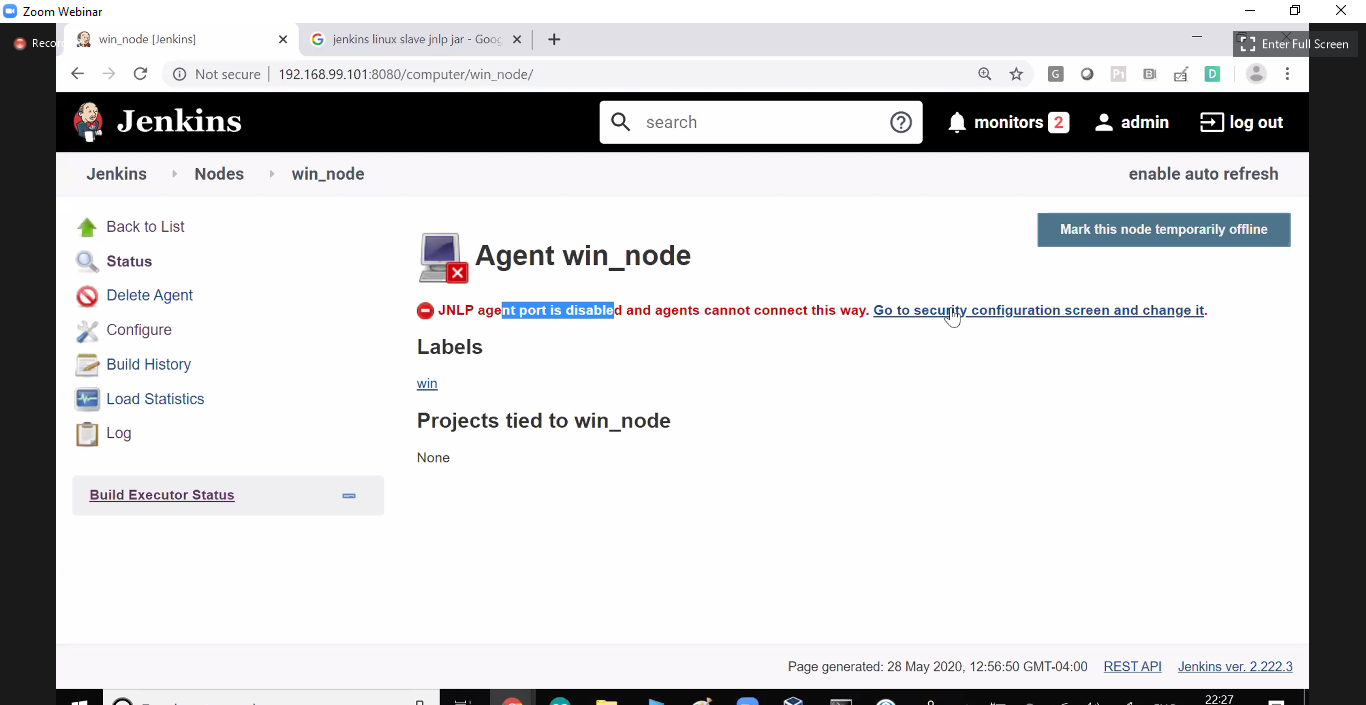 Zoom Webinar
Enter Full Screen
win_node [Jenkins]
jenkins linux slave jnlp jar - Goog
Not secure
192.168.99.101:8080/computer/win_node/
Jenkins
search
monitors 2
admin
log out
Jenkins
Nodes
win_node
enable auto refresh
Back to List
Status
Delete Agent
Configure
Build History
Load Statistics
Log
Build Executor Status
Mark this node temporarily offline
Agent win_node
JNLP agent port is disabled and agents cannot connect this way. Go to security configuration screen and change it.
Labels
win
Projects tied to win_node
None
Page generated: 28 May 2020, 12:56:50 GMT-04:00 REST API Jenkins ver. 2.222.3
22:27